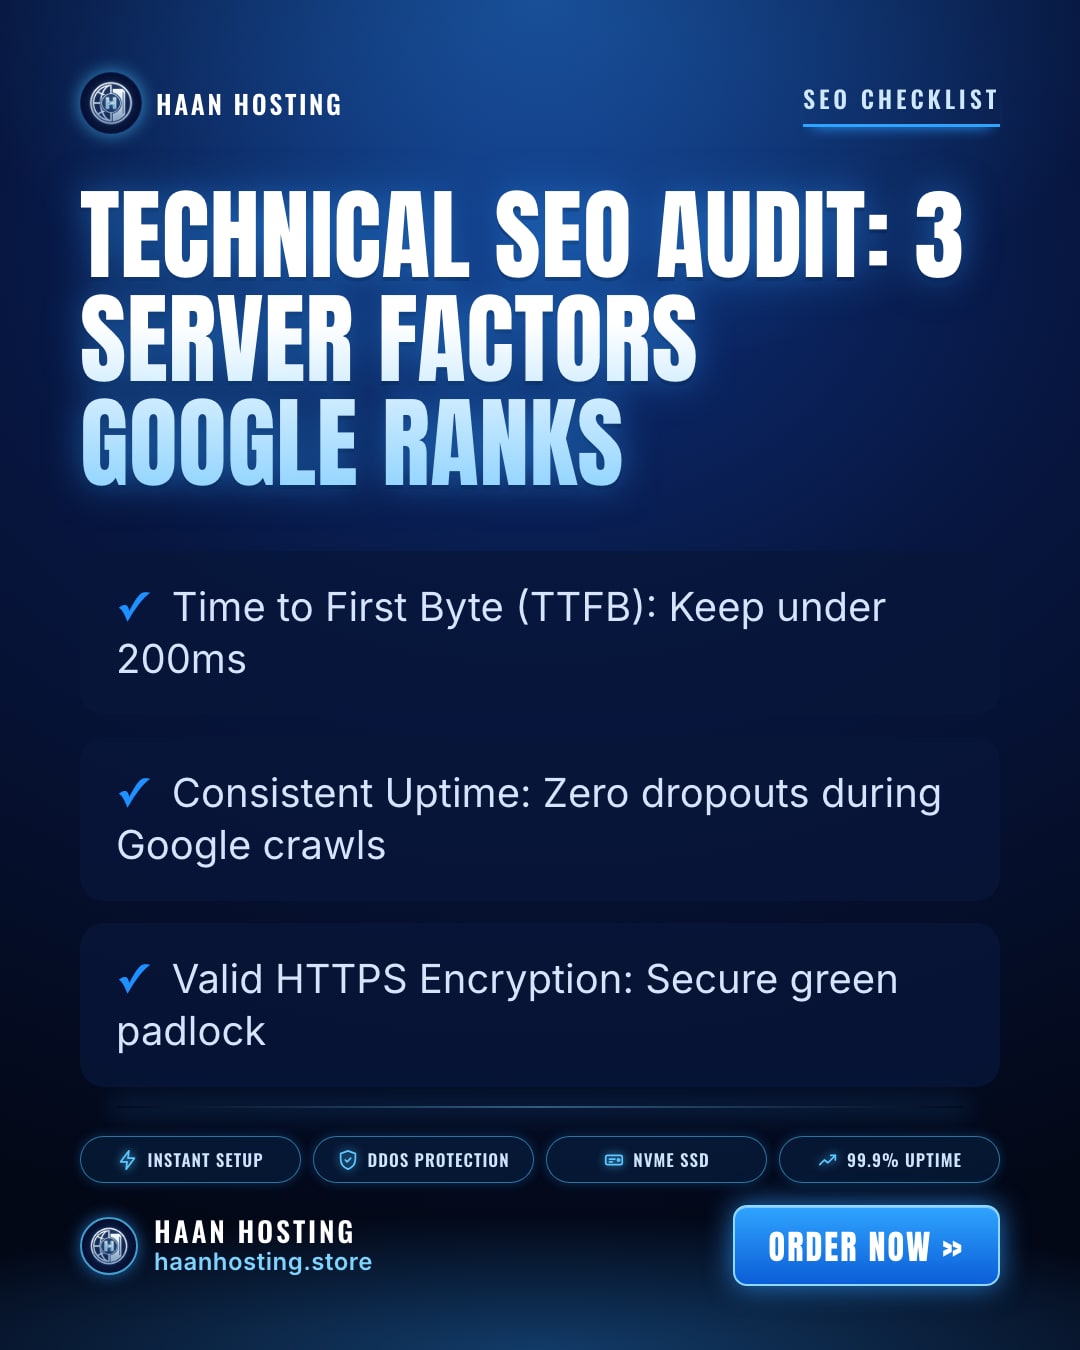 HAAN HOSTING
SEO CHECKLIST
TECHNICAL SEO AUDIT: 3
SERVER FACTORS
GOOGLE RANKS
✔ Time to First Byte (TTFB): Keep under
200ms
✔ Consistent Uptime: Zero dropouts during
Google crawls
✔ Valid HTTPS Encryption: Secure green
padlock
INSTANT SETUP
DDOS PROTECTION
NVME SSD
99.9% UPTIME
HAAN HOSTING
haanhosting.store
ORDER NOW »